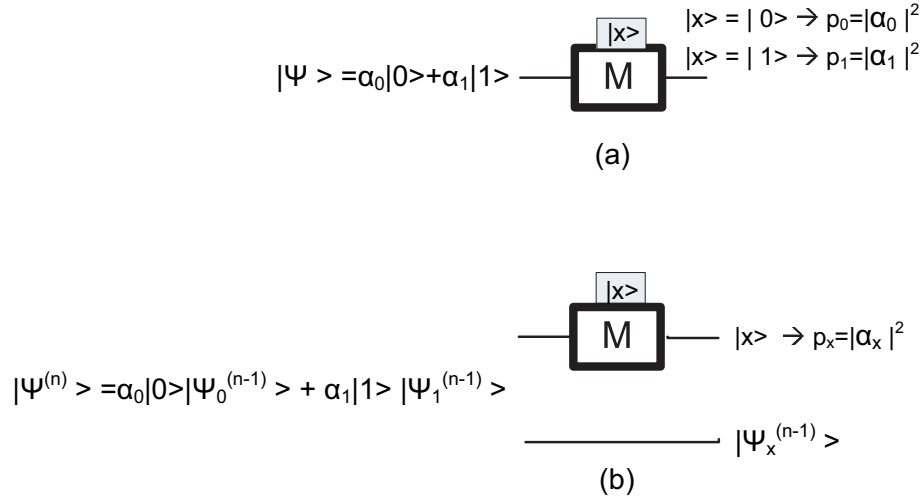 |x>
|x> = | 0> → p₀=|α₀ |²
|Ψ > =α₀|0>+α₁|1>
M
|x> = | 1> → p₁=|α₁ |²
(a)
|x>
M
|x> → pₓ=|αₓ |²
|Ψ⁽ⁿ⁾ > =α₀|0>|Ψ₀⁽ⁿ⁻¹⁾ > + α₁|1> |Ψ₁⁽ⁿ⁻¹⁾ >
|Ψₓ⁽ⁿ⁻¹⁾ >
(b)